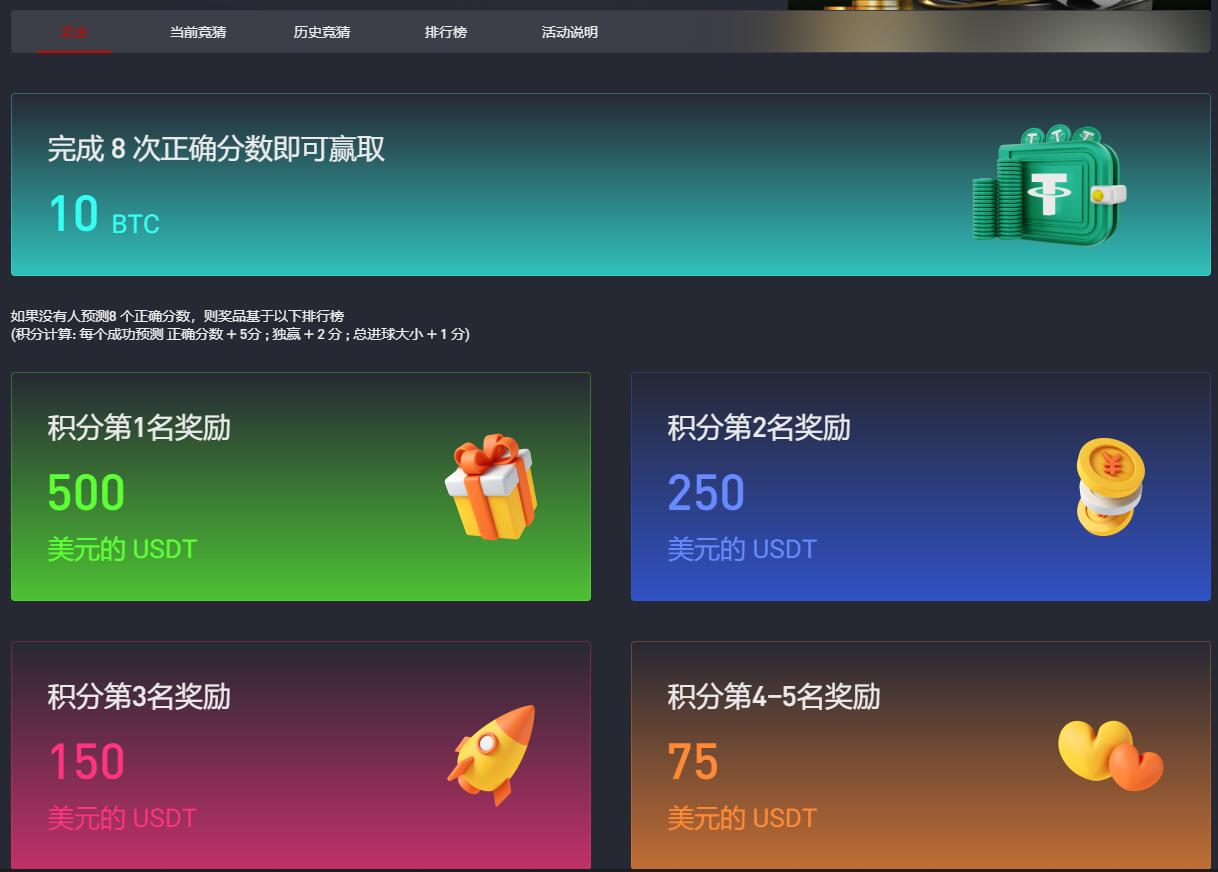 当前竞猜
历史竞猜
排行榜
活动说明
完成 8 次正确分数即可赢取
10 BTC
如果没有人预测8 个正确分数，则奖品基于以下排行榜
(积分计算: 每个成功预测 正确分数 + 5分 ; 独赢 + 2 分 ; 总进球大小 + 1 分)
积分第1名奖励
500
美元的 USDT
积分第2名奖励
250
美元的 USDT
积分第3名奖励
150
美元的 USDT
积分第4-5名奖励
75
美元的 USDT